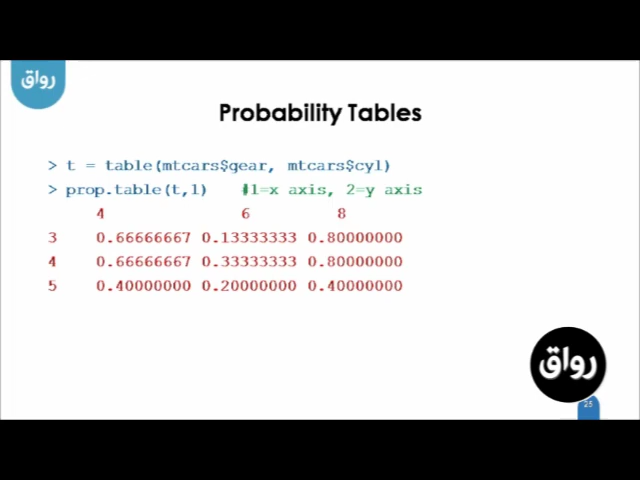 رواق
Probability Tables
> t = table(mtcars$gear, mtcars$cyl)
> prop.table(t,1) #1=x axis, 2=y axis
4 6 8
3 0.66666667 0.13333333 0.80000000
4 0.66666667 0.33333333 0.80000000
5 0.40000000 0.20000000 0.40000000
رواق
25